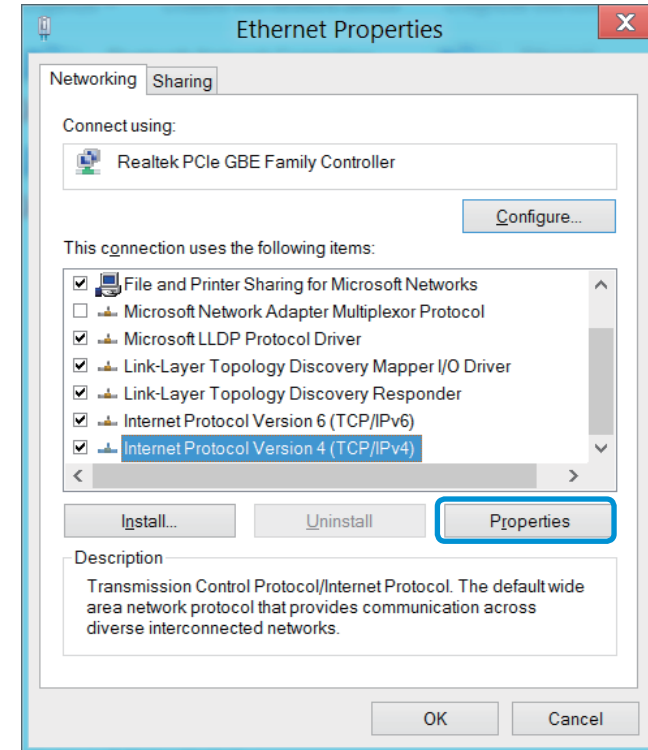 Ethernet Properties
X
Networking
Sharing
Connect using:
Realtek PCIe GBE Family Controller
Configure...
This connection uses the following items:
File and Printer Sharing for Microsoft Networks
Microsoft Network Adapter Multiplexor Protocol
Microsoft LLDP Protocol Driver
Link-Layer Topology Discovery Mapper I/O Driver
Link-Layer Topology Discovery Responder
Internet Protocol Version 6 (TCP/IPv6)
Internet Protocol Version 4 (TCP/IPv4)
Install...
Uninstall
Properties
Description
Transmission Control Protocol/Internet Protocol. The default wide
area network protocol that provides communication across
diverse interconnected networks.
OK
Cancel